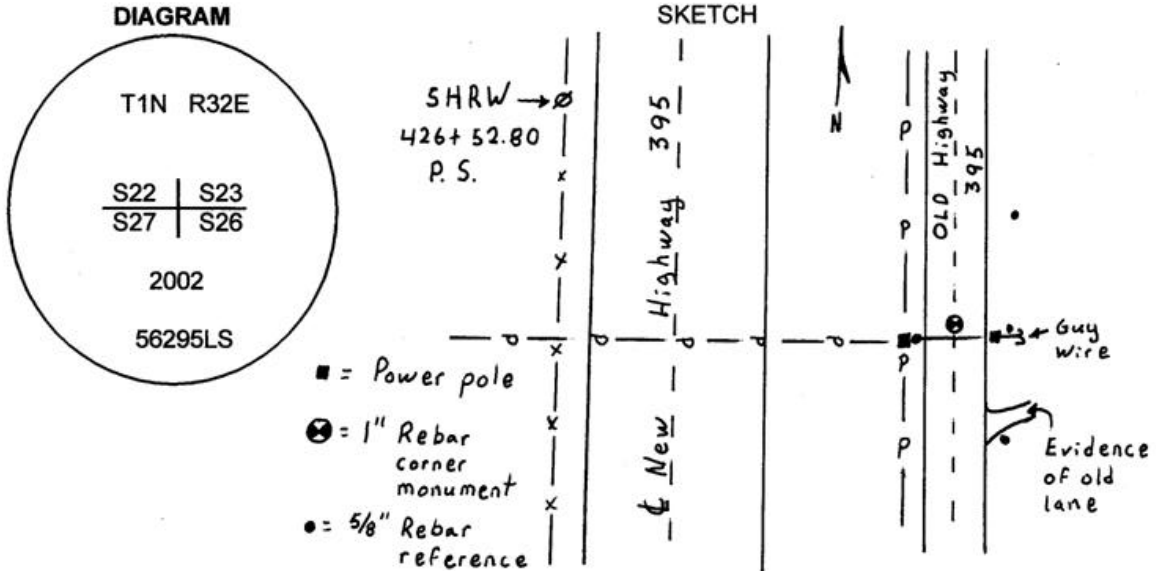 DIAGRAM
T1N R32E
S22 S23
S27 S26
2002
56295LS
SKETCH
SHRW
426+52.80
P.S.
℄ New Highway 395
N
P
P
P
P
OLD Highway 395
P
P
P
P
P
Guy
wire
Evidence
of old
lane
■ = Power pole
= 1" Rebar
corner
monument
● = 5/8" Rebar
reference